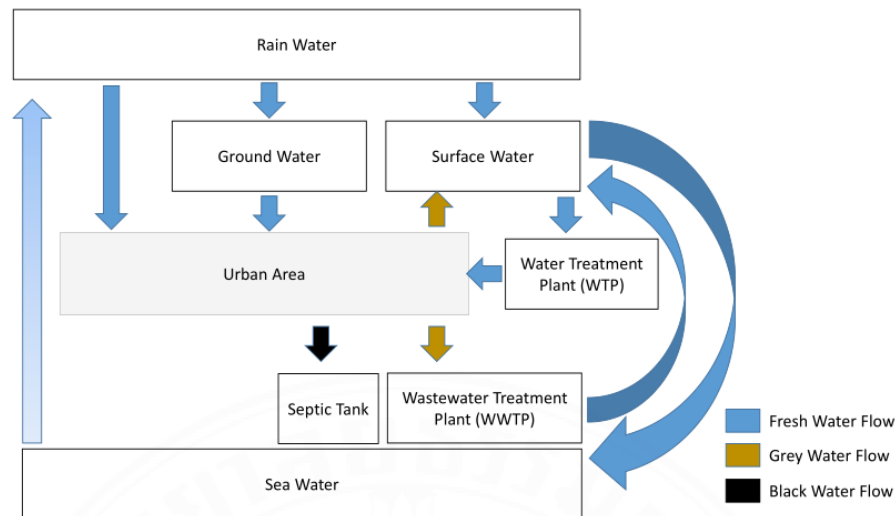 Rain Water
Ground Water
Surface Water
Urban Area
Water Treatment
Plant (WTP)
Septic Tank
Wastewater Treatment
Plant (WWTP)
Sea Water
Fresh Water Flow
Grey Water Flow
Black Water Flow